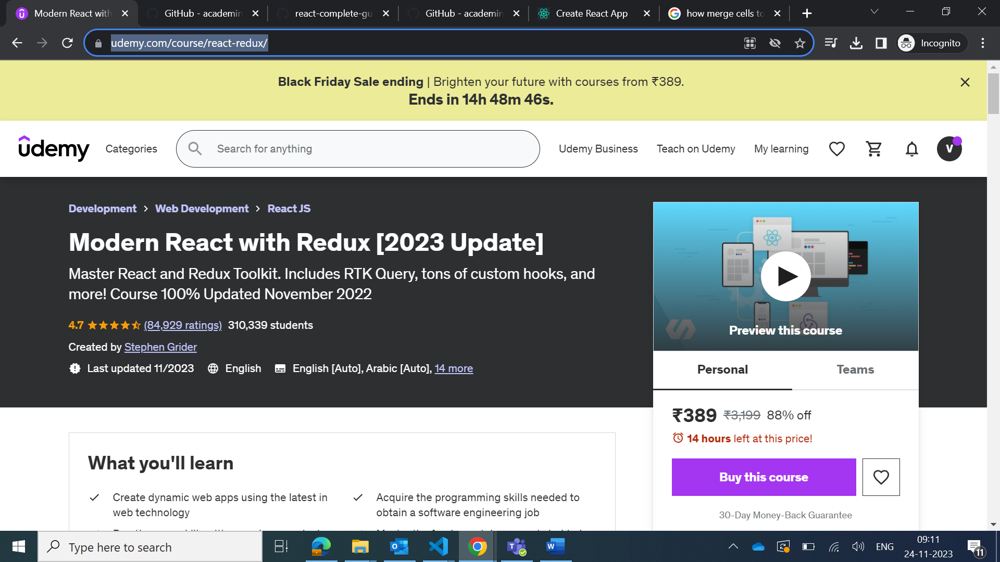 Modern React with
GitHub - academin
react-complete-gu
GitHub - academin
Create React App
how merge cells to
udemy.com/course/react-redux/
Incognito
Black Friday Sale ending | Brighten your future with courses from ₹389.
Ends in 14h 48m 46s.
udemy
Categories
Search for anything
Udemy Business
Teach on Udemy
My learning
V
Development > Web Development > React JS
Modern React with Redux [2023 Update]
Master React and Redux Toolkit. Includes RTK Query, tons of custom hooks, and
more! Course 100% Updated November 2022
4.7 (84,929 ratings) 310,339 students
Created by Stephen Grider
Last updated 11/2023 English English [Auto], Arabic [Auto], 14 more
Preview this course
Personal
Teams
₹389 ₹3,199 88% off
14 hours left at this price!
Buy this course
30-Day Money-Back Guarantee
What you'll learn
Create dynamic web apps using the latest in
web technology
Acquire the programming skills needed to
obtain a software engineering job
Type here to search
ENG
09:11
24-11-2023
11